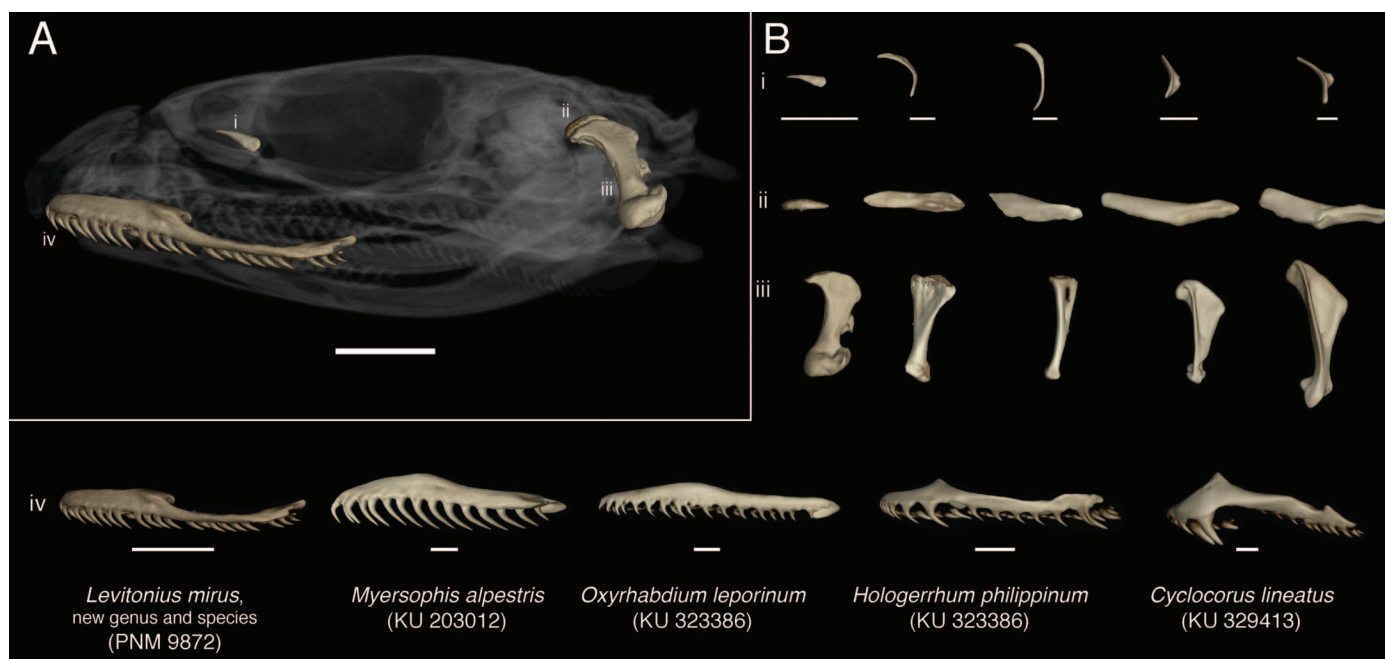 A
B
i
ii
iii
iv
i
ii
iii
iv
Levitonius mirus,
new genus and species
(PNM 9872)
Myersophis alpestris
(KU 203012)
Oxyrhabdium leporinum
(KU 323386)
Hologerrhum philippinum
(KU 323386)
Cyclocorus lineatus
(KU 329413)